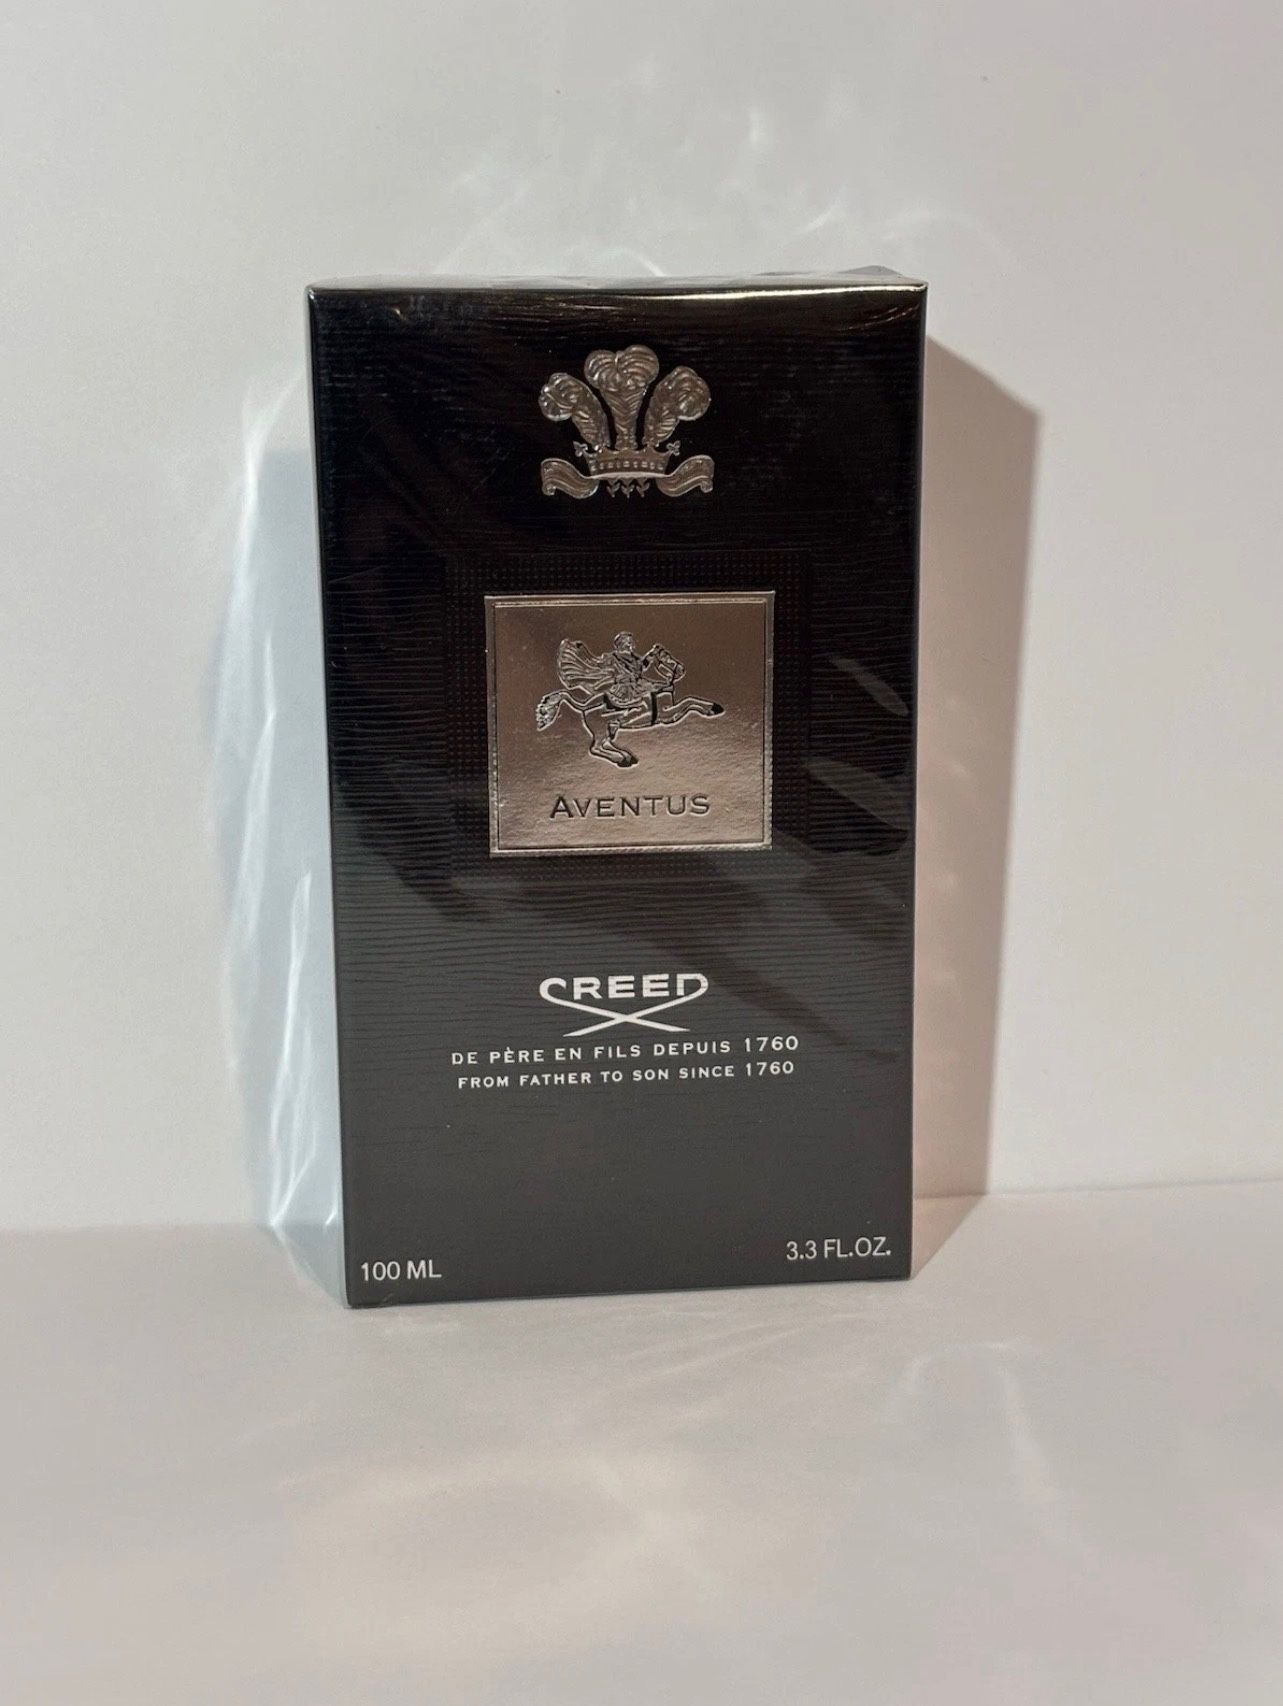 AVENTUS
CREED
DE PÈRE EN FILS DEPUIS 1760
FROM FATHER TO SON SINCE 1760
100 ML
3.3 FL.OZ.